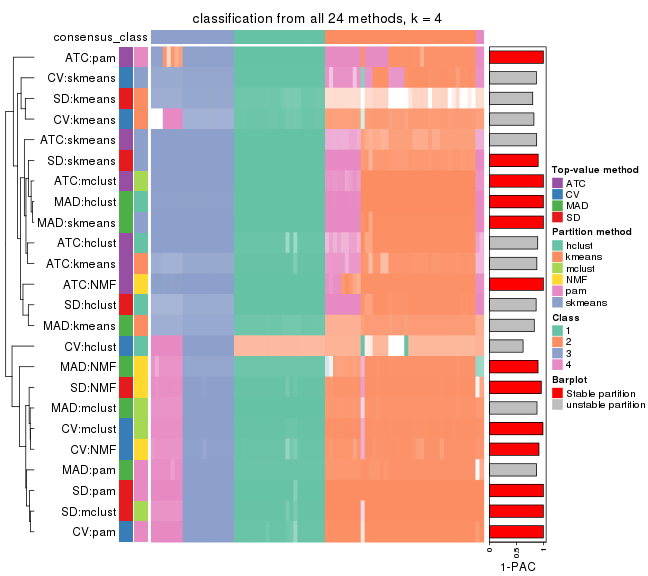 classification from all 24 methods, k = 4
consensus_class
ATC:pam
CV:skmeans
SD:kmeans
CV:kmeans
ATC:skmeans
SD:skmeans
ATC:mclust
MAD:hclust
MAD:skmeans
ATC:hclust
ATC:kmeans
ATC:NMF
SD:hclust
MAD:kmeans
CV:hclust
MAD:NMF
SD:NMF
MAD:mclust
CV:mclust
CV:NMF
MAD:pam
SD:pam
SD:mclust
CV:pam
0
0.5
1
1-PAC
Top-value method
ATC
CV
MAD
SD
Partition method
hclust
kmeans
mclust
NMF
pam
skmeans
Class
1
2
3
4
Barplot
Stable partition
unstable partition